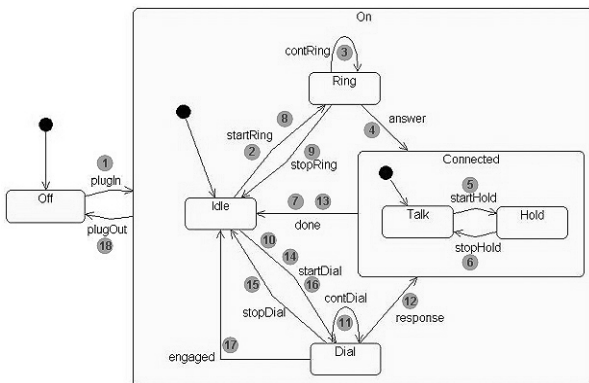 On
contRing
3
Ring
8
startRing
2
9
stopRing
answer
4
1
plugIn
Off
plugOut
18
Idle
7 13
done
Connected
5
startHold
Talk
Hold
stopHold
6
10
14
startDial
16
15
stopDial
contDial
11
12
response
engaged
17
Dial